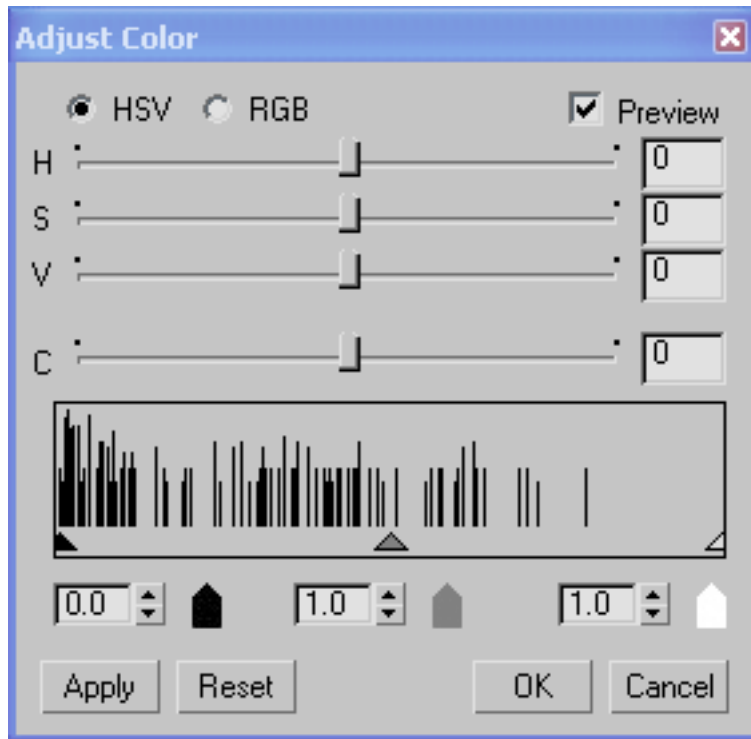 Adjust Color
HSV RGB Preview
H 0
S 0
V 0
C 0
0.0 1.0 1.0
Apply Reset OK Cancel